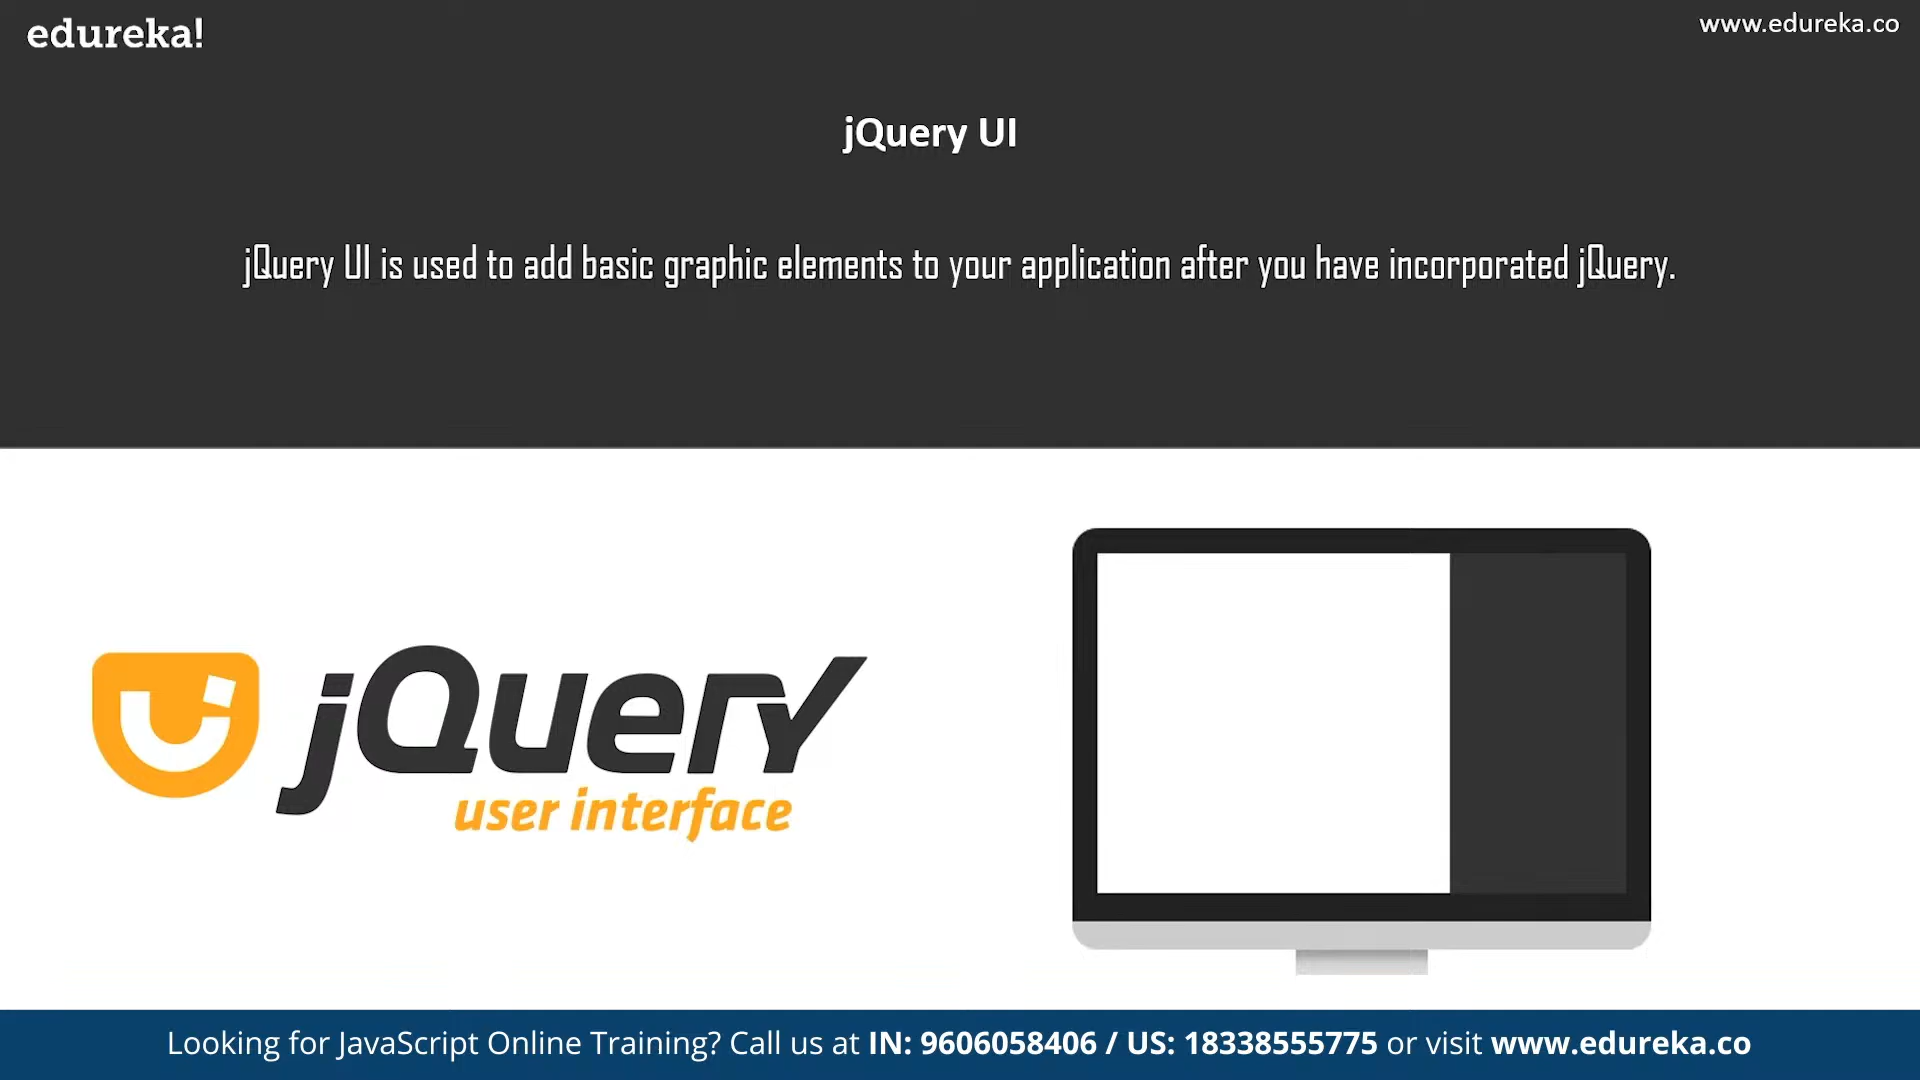 edureka!
www.edureka.co
jQuery UI
jQuery UI is used to add basic graphic elements to your application after you have incorporated jQuery.
jQuery
user interface
Looking for JavaScript Online Training? Call us at IN: 9606058406 / US: 18338555775 or visit www.edureka.co